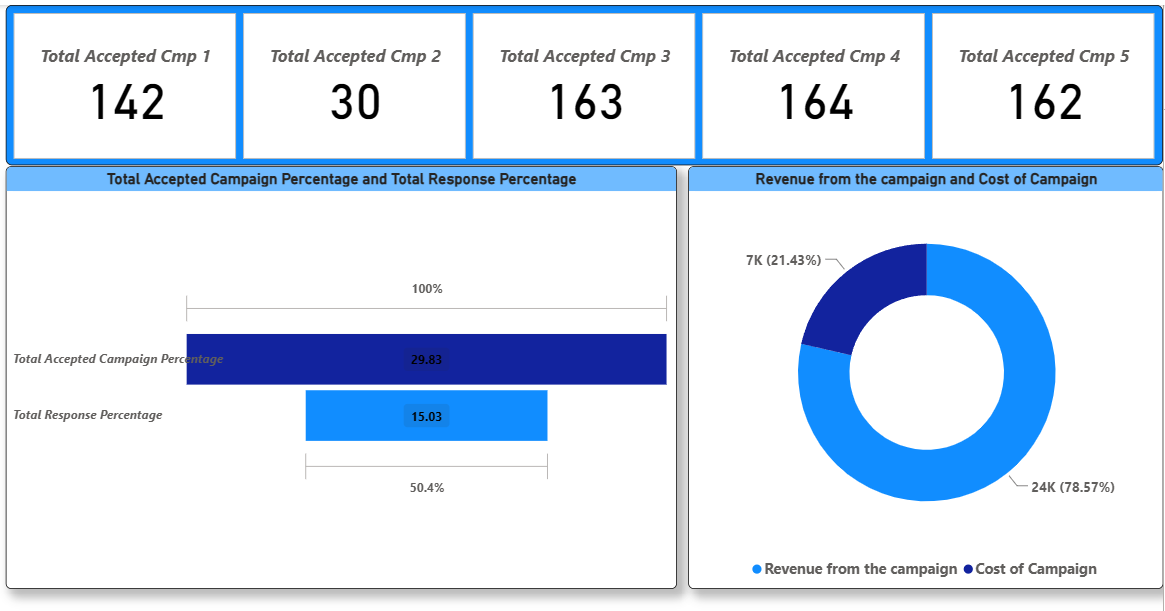 Total Accepted Cmp 1
142
Total Accepted Cmp 2
30
Total Accepted Cmp 3
163
Total Accepted Cmp 4
164
Total Accepted Cmp 5
162
Total Accepted Campaign Percentage and Total Response Percentage
100%
Total Accepted Campaign Percentage
29.83
Total Response Percentage
15.03
50.4%
Revenue from the campaign and Cost of Campaign
7K (21.43%)
24K (78.57%)
Revenue from the campaign
Cost of Campaign